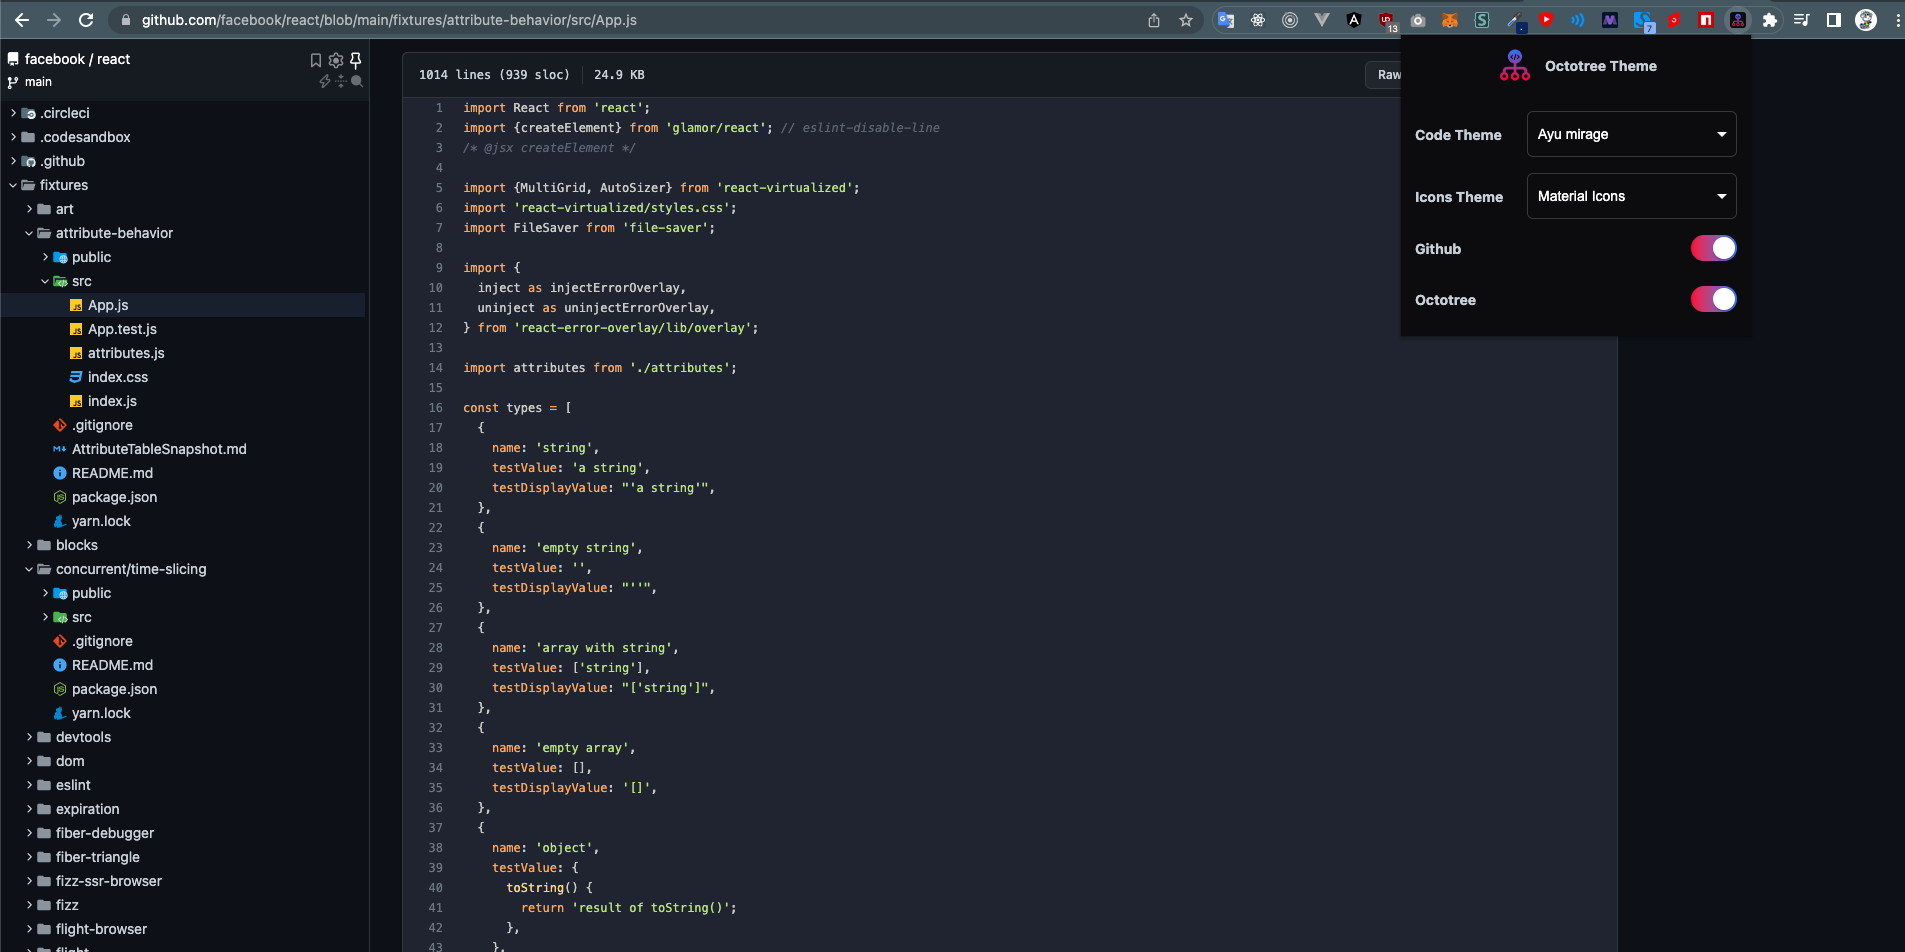 github.com/facebook/react/blob/main/fixtures/attribute-behavior/src/App.js
13
7
facebook / react
main
.circleci
.codesandbox
.github
fixtures
art
attribute-behavior
public
src
App.js
App.test.js
attributes.js
index.css
index.js
.gitignore
AttributeTableSnapshot.md
README.md
package.json
yarn.lock
blocks
concurrent/time-slicing
public
src
.gitignore
README.md
package.json
yarn.lock
devtools
dom
eslint
expiration
fiber-debugger
fiber-triangle
fizz-ssr-browser
fizz
flight-browser
flight
1014 lines (939 sloc) 24.9 KB
Raw
1 import React from 'react';
2 import {createElement} from 'glamor/react'; // eslint-disable-line
3 /* @jsx createElement */
4
5 import {MultiGrid, AutoSizer} from 'react-virtualized';
6 import 'react-virtualized/styles.css';
7 import FileSaver from 'file-saver';
8
9 import {
10 inject as injectErrorOverlay,
11 uninject as uninjectErrorOverlay,
12 } from 'react-error-overlay/lib/overlay';
13
14 import attributes from './attributes';
15
16 const types = [
17 {
18 name: 'string',
19 testValue: 'a string',
20 testDisplayValue: "'a string'",
21 },
22 {
23 name: 'empty string',
24 testValue: '',
25 testDisplayValue: "''",
26 },
27 {
28 name: 'array with string',
29 testValue: ['string'],
30 testDisplayValue: "['string']",
31 },
32 {
33 name: 'empty array',
34 testValue: [],
35 testDisplayValue: '[]',
36 },
37 {
38 name: 'object',
39 testValue: {
40 toString() {
41 return 'result of toString()';
42 },
43 },
Octotree Theme
Code Theme Ayu mirage
Icons Theme Material Icons
Github
Octotree